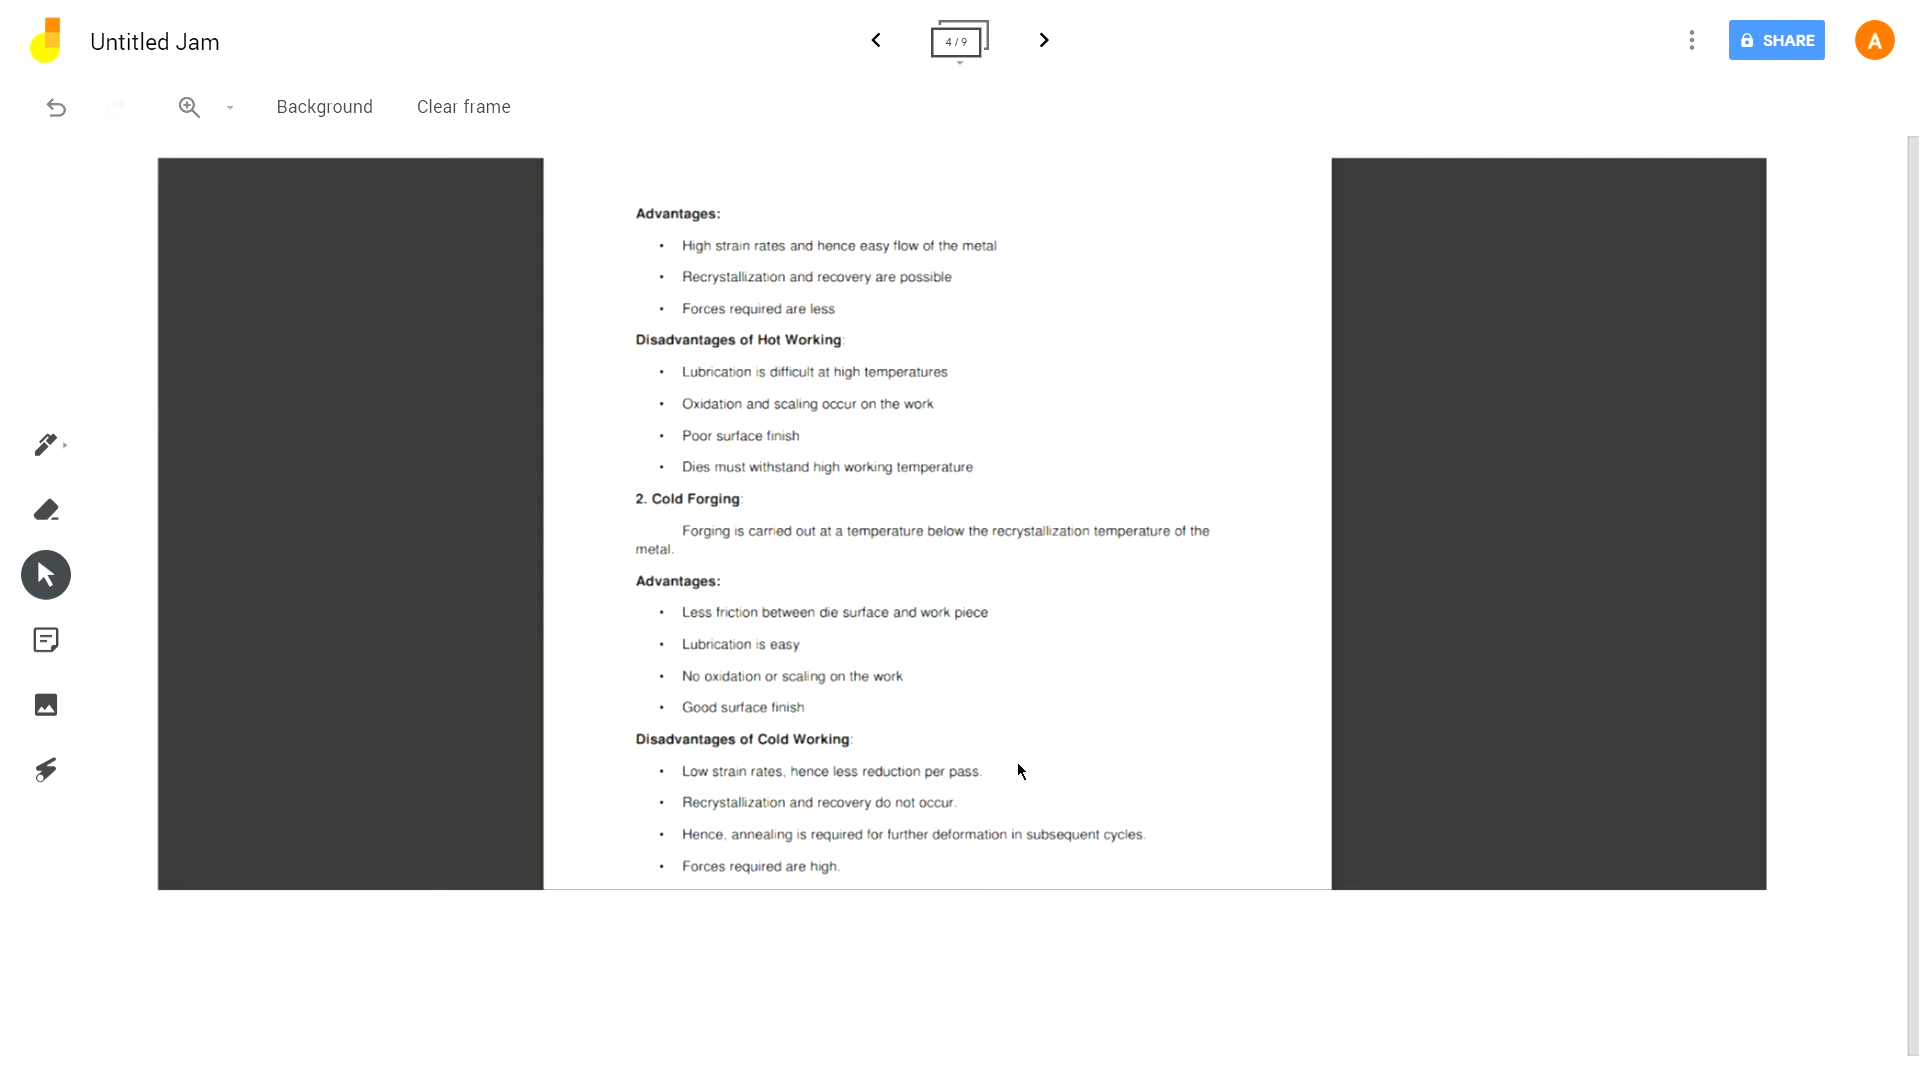 Untitled Jam
4 / 9
SHARE
A
Background
Clear frame
Advantages:
• High strain rates and hence easy flow of the metal
• Recrystallization and recovery are possible
• Forces required are less
Disadvantages of Hot Working:
• Lubrication is difficult at high temperatures
• Oxidation and scaling occur on the work
• Poor surface finish
• Dies must withstand high working temperature
2. Cold Forging:
Forging is carried out at a temperature below the recrystallization temperature of the
metal.
Advantages:
• Less friction between die surface and work piece
• Lubrication is easy
• No oxidation or scaling on the work
• Good surface finish
Disadvantages of Cold Working:
• Low strain rates, hence less reduction per pass.
• Recrystallization and recovery do not occur.
• Hence, annealing is required for further deformation in subsequent cycles.
• Forces required are high.